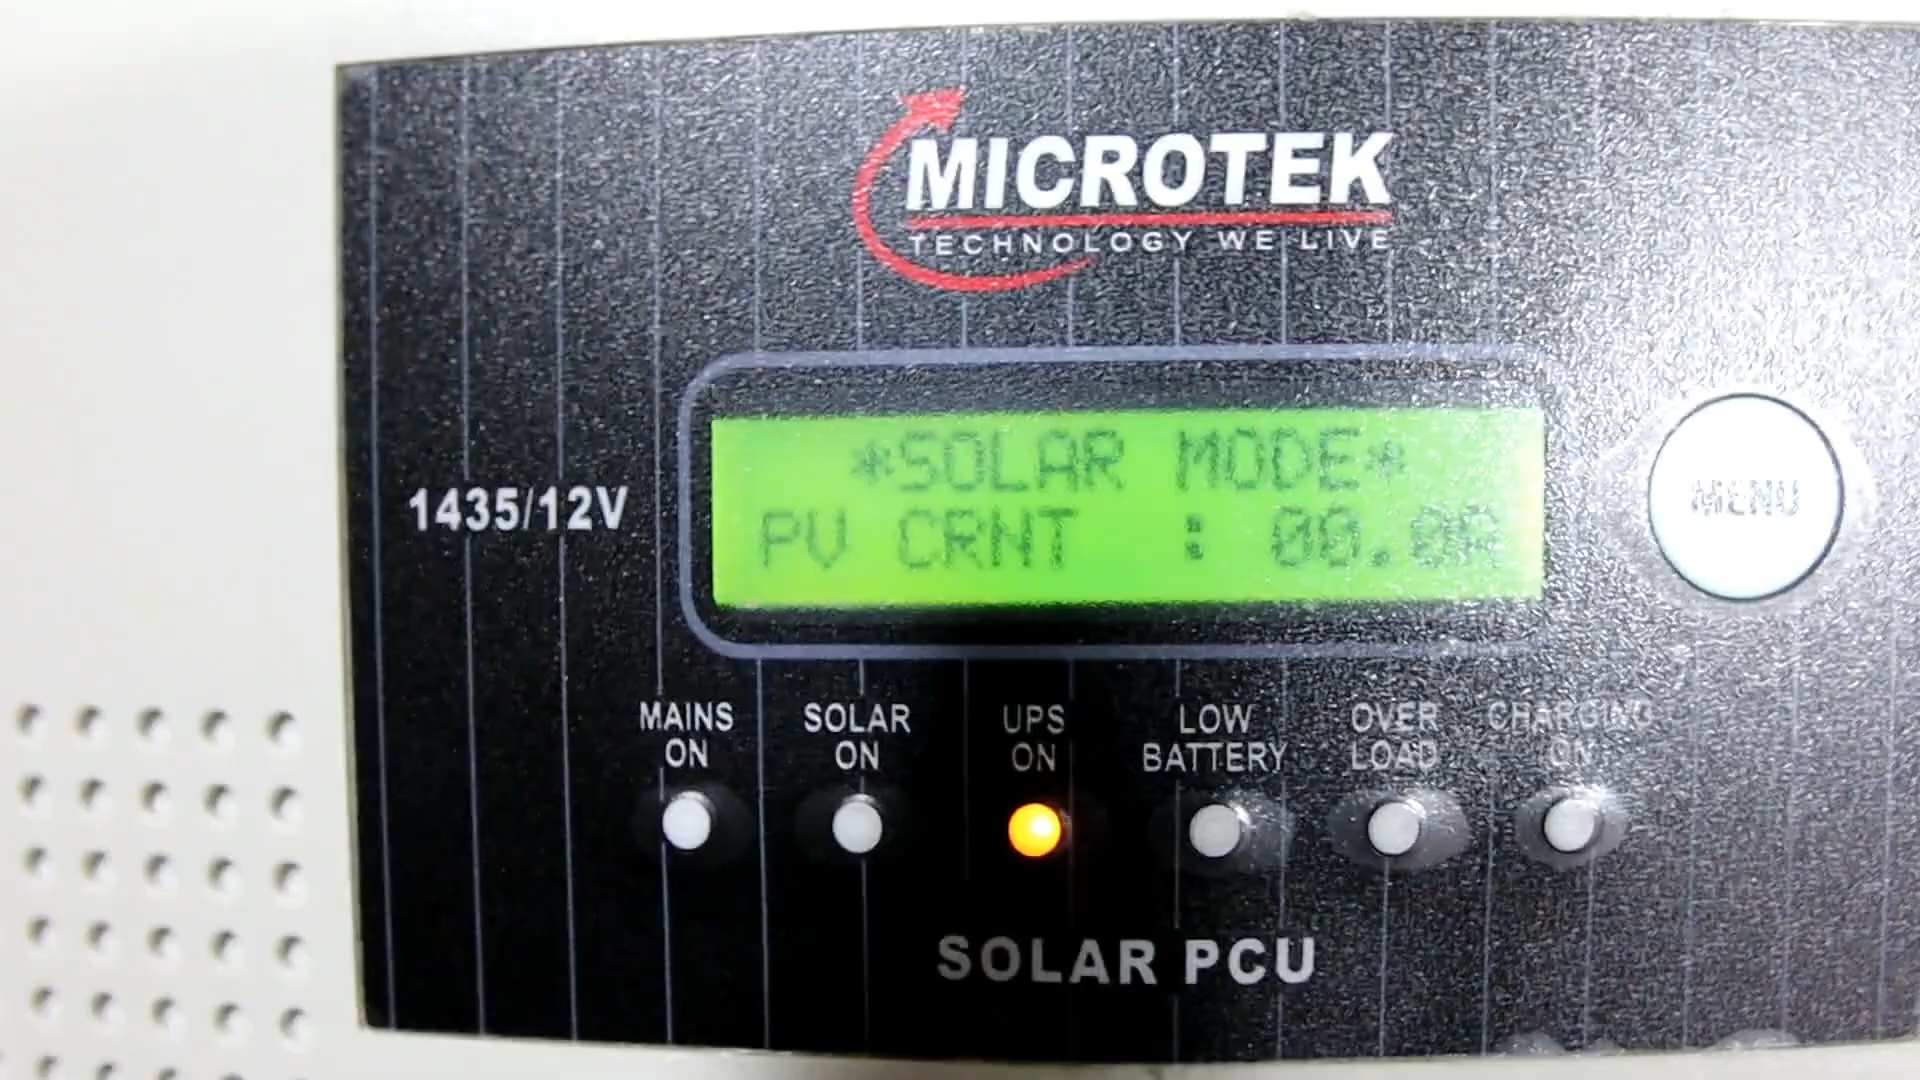 MICROTEK
TECHNOLOGY WE LIVE
1435/12V
*SOLAR MODE*
PV CRNT : 00.0A
MENU
MAINS ON
SOLAR ON
UPS ON
LOW BATTERY
OVER LOAD
CHARGING ON
SOLAR PCU